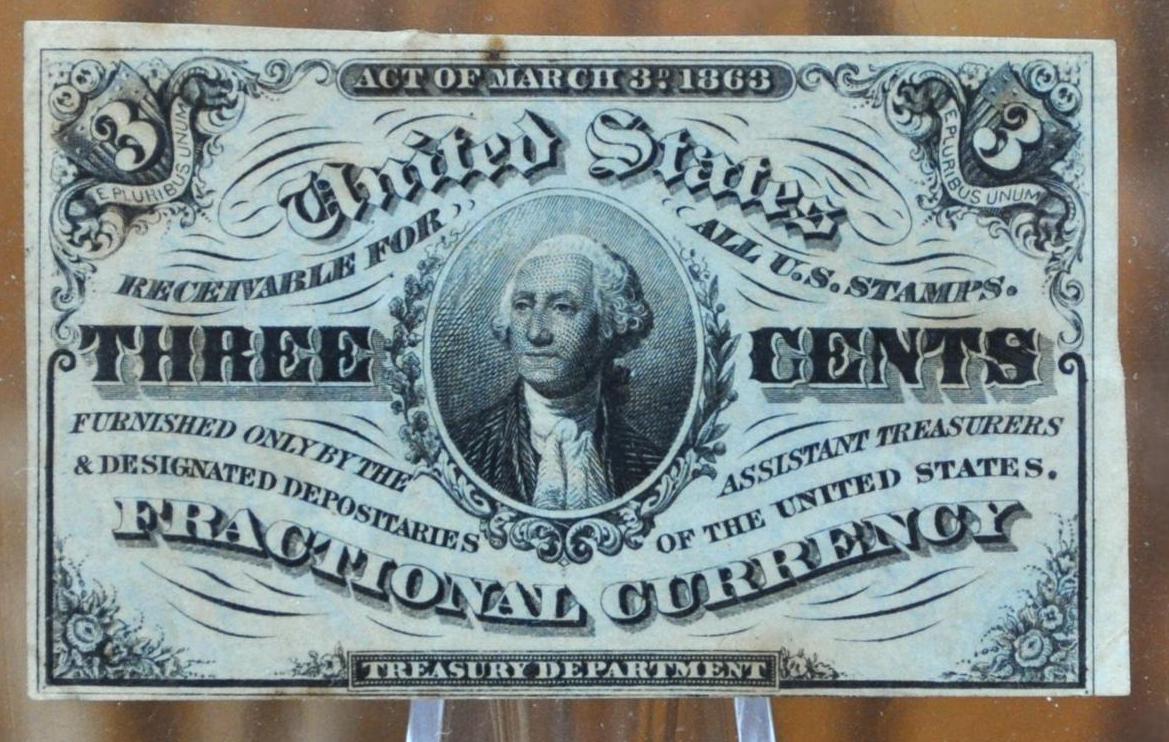 ACT OF MARCH 3D. 1863
3
3
E PLURIBUS UNUM
E PLURIBUS UNUM
United States
RECEIVABLE FOR ALL U.S. STAMPS.
THREE CENTS
FURNISHED ONLY BY THE ASSISTANT TREASURERS
& DESIGNATED DEPOSITARIES OF THE UNITED STATES.
FRACTIONAL CURRENCY
TREASURY DEPARTMENT